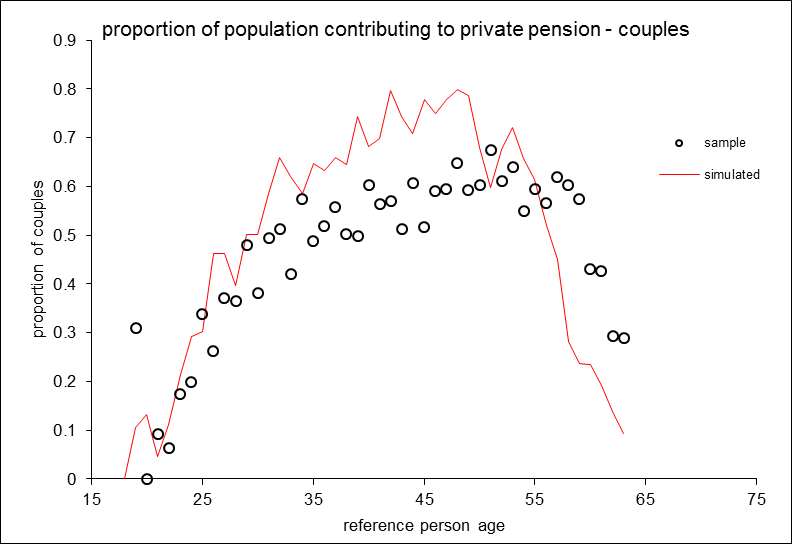 proportion of population contributing to private pension - couples
0.9
0.8
0.7
0.6
0.5
0.4
0.3
0.2
0.1
0
proportion of couples
sample
simulated
15 25 35 45 55 65 75
reference person age